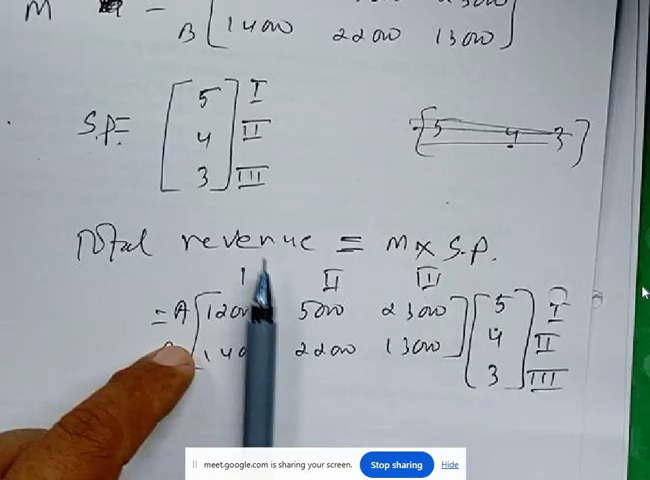 M = B 1400 2200 1300
S.P.= 5 I
4 II
3 III
5 4 3
Total revenue = M x S.P.
I II III
= A 1200 500 2300 5 I
140 2200 1300 4 II
3 III
meet.google.com is sharing your screen. Stop sharing Hide